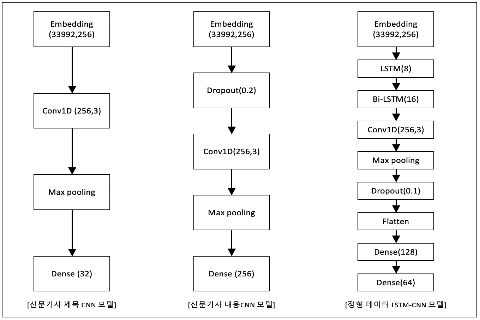 Embedding
(33992,256)
Conv1D (256,3)
Max pooling
Dense (32)
[신문기사 제목 CNN 모델]
Embedding
(33992,256)
Dropout(0.2)
Conv1D(256,3)
Max pooling
Dense (256)
[신문기사 내용CNN 모델]
Embedding
(33992,256)
LSTM(8)
Bi-LSTM(16)
Conv1D(256,3)
Max pooling
Dropout(0.1)
Flatten
Dense(128)
Dense(64)
[정형 데이터 LSTM-CNN 모델]